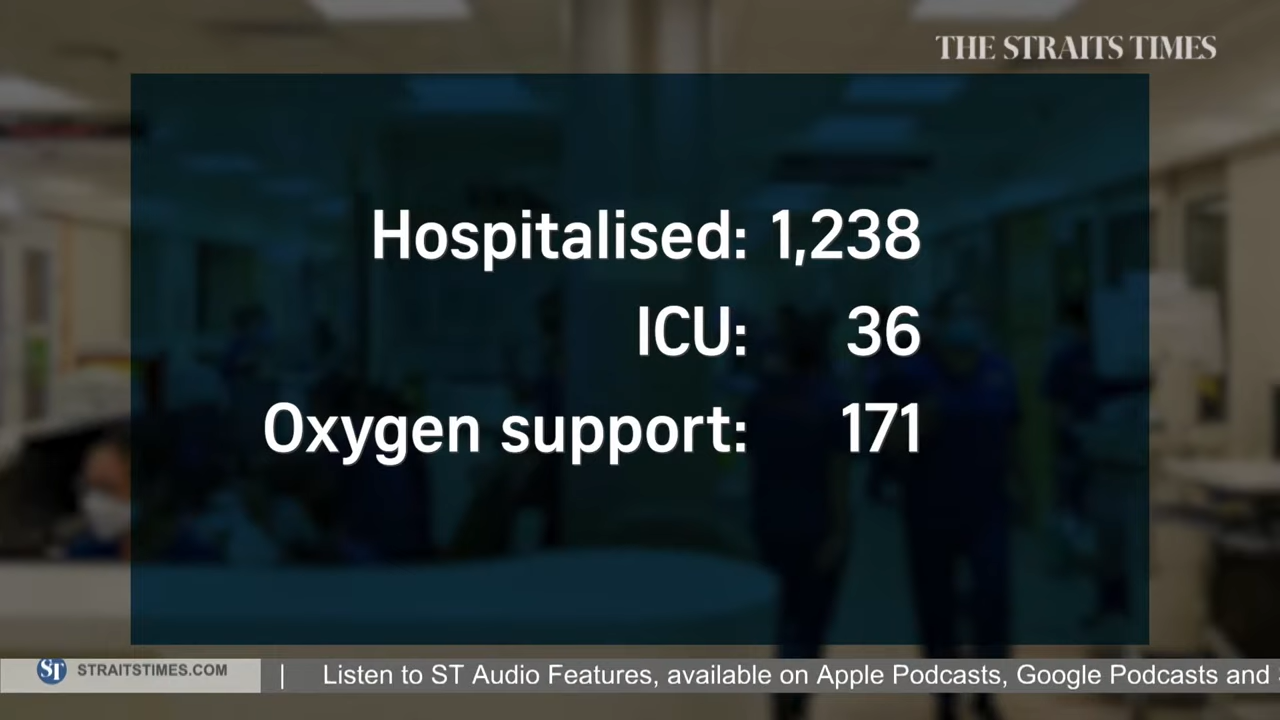 THE STRAITS TIMES
Hospitalised: 1,238
ICU: 36
Oxygen support: 171
ST STRAITSTIMES.COM | Listen to ST Audio Features, available on Apple Podcasts, Google Podcasts and